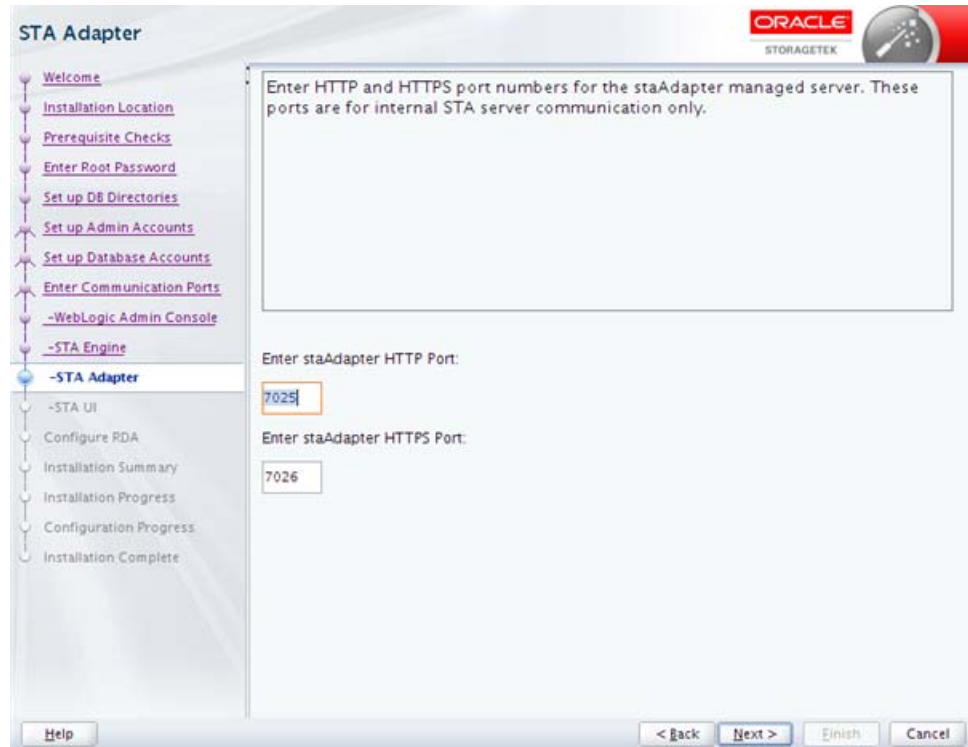 STA Adapter
ORACLE
STORAGETEK
Welcome
Installation Location
Prerequisite Checks
Enter Root Password
Set up DB Directories
Set up Admin Accounts
Set up Database Accounts
Enter Communication Ports
-WebLogic Admin Console
-STA Engine
-STA Adapter
-STA UI
Configure RDA
Installation Summary
Installation Progress
Configuration Progress
Installation Complete
Enter HTTP and HTTPS port numbers for the staAdapter managed server. These
ports are for internal STA server communication only.
Enter staAdapter HTTP Port:
7025
Enter staAdapter HTTPS Port:
7026
Help
< Back
Next >
Finish
Cancel